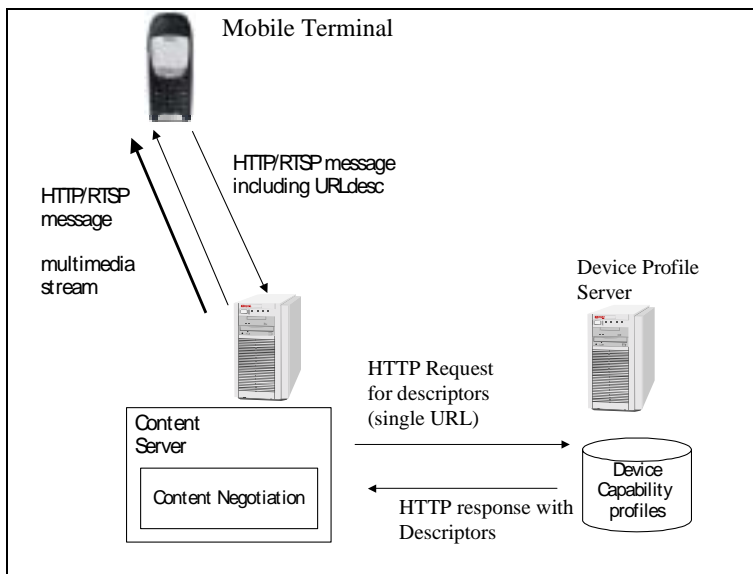 Mobile Terminal
HTTP/RTSP message
including URLdesc
HTTP/RTSP
message
multimedia
stream
Device Profile
Server
HTTP Request
for descriptors
(single URL)
Content
Server
Content Negotiation
Device
Capability
profiles
HTTP response with
Descriptors